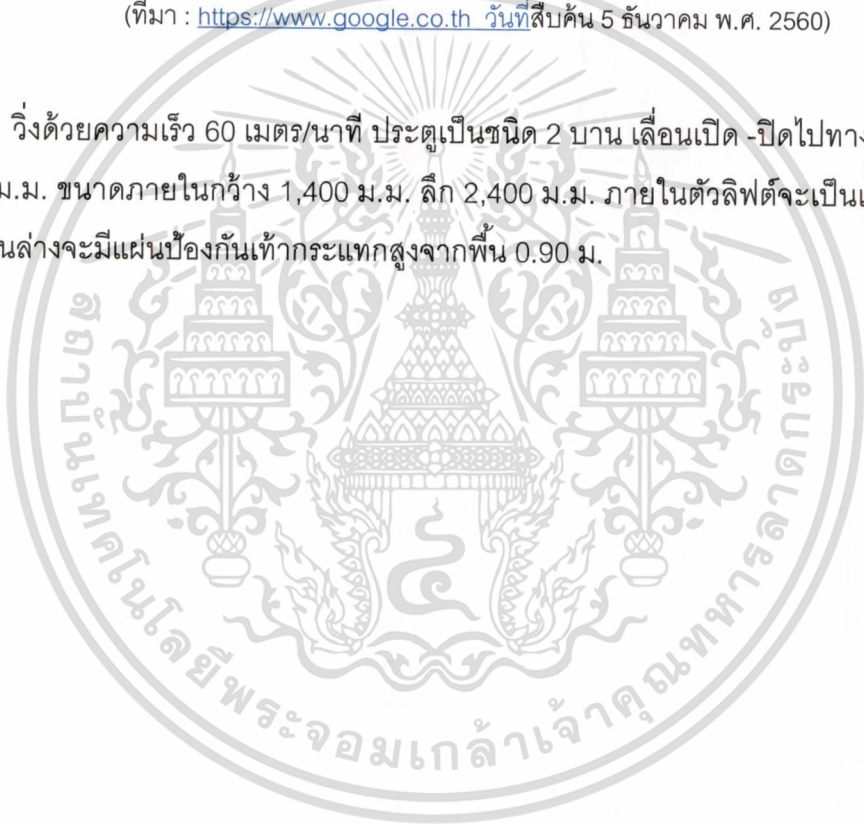 (ที่มา : https://www.google.co.th วันที่สืบค้น 5 ธันวาคม พ.ศ. 2560)
วิ่งด้วยความเร็ว 60 เมตร/นาที ประตูเป็นชนิด 2 บาน เลื่อนเปิด -ปิดไปทาง
ม.ม. ขนาดภายในกว้าง 1,400 ม.ม. ลึก 2,400 ม.ม. ภายในตัวลิฟต์จะเป็น
นล่างจะมีแผ่นป้องกันเท้ากระแทกสูงจากพื้น 0.90 ม.
สถาบันเทคโนโลยีพระจอมเกล้าเจ้าคุณทหารลาดกระบัง